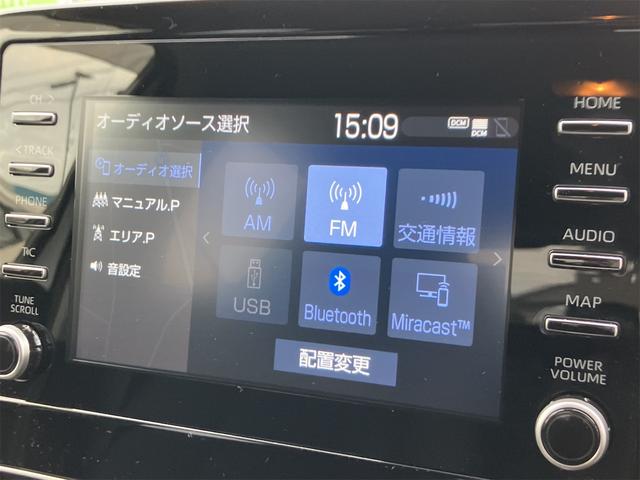 CH >
< TRACK
PHONE
T/C
TUNE
SCROLL
オーディオソース選択
15:09
DCM
DCM
オーディオ選択
マニュアル.P
エリア.P
音設定
AM
FM
交通情報
USB
Bluetooth
Miracast™
配置変更
HOME
MENU
AUDIO
MAP
POWER
VOLUME